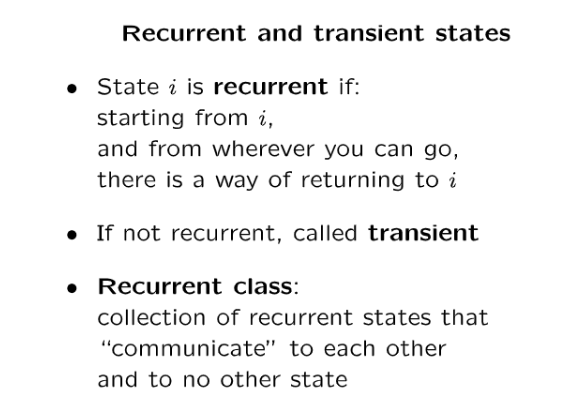 Recurrent and transient states
• State i is recurrent if:
starting from i,
and from wherever you can go,
there is a way of returning to i
• If not recurrent, called transient
• Recurrent class:
collection of recurrent states that
“communicate” to each other
and to no other state